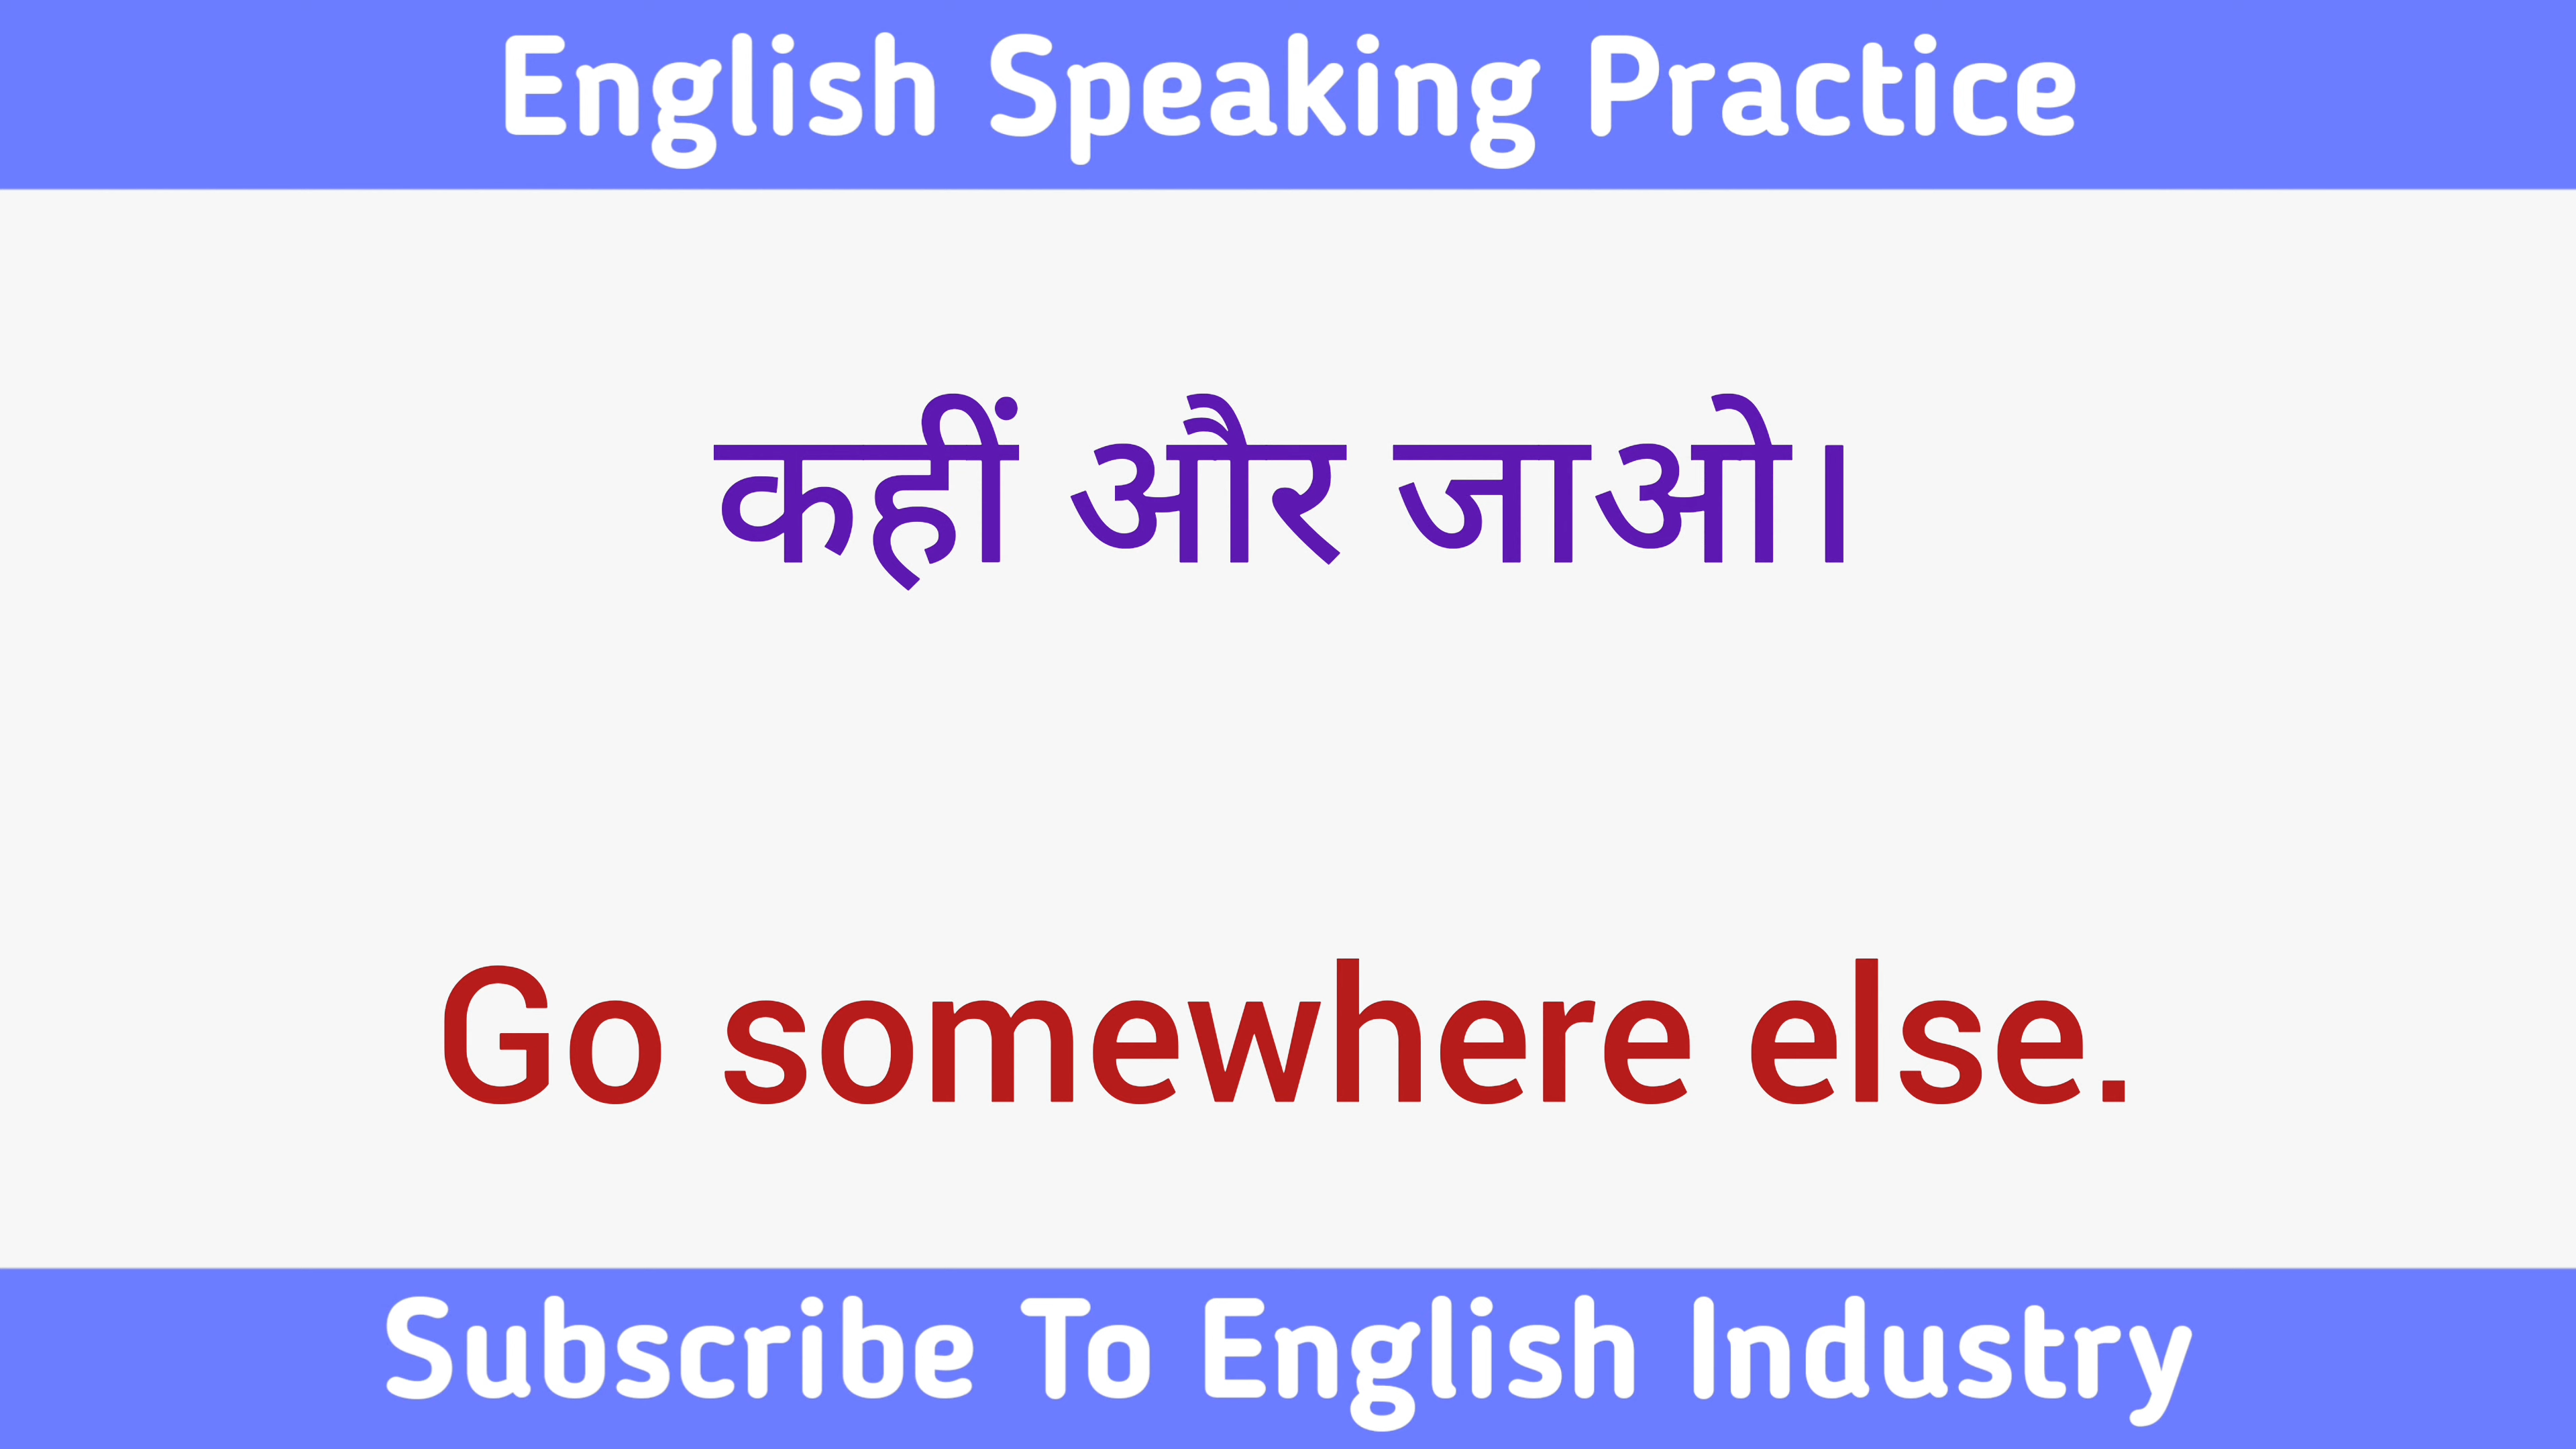 English Speaking Practice
कहीं और जाओ।
Go somewhere else.
Subscribe To English Industry